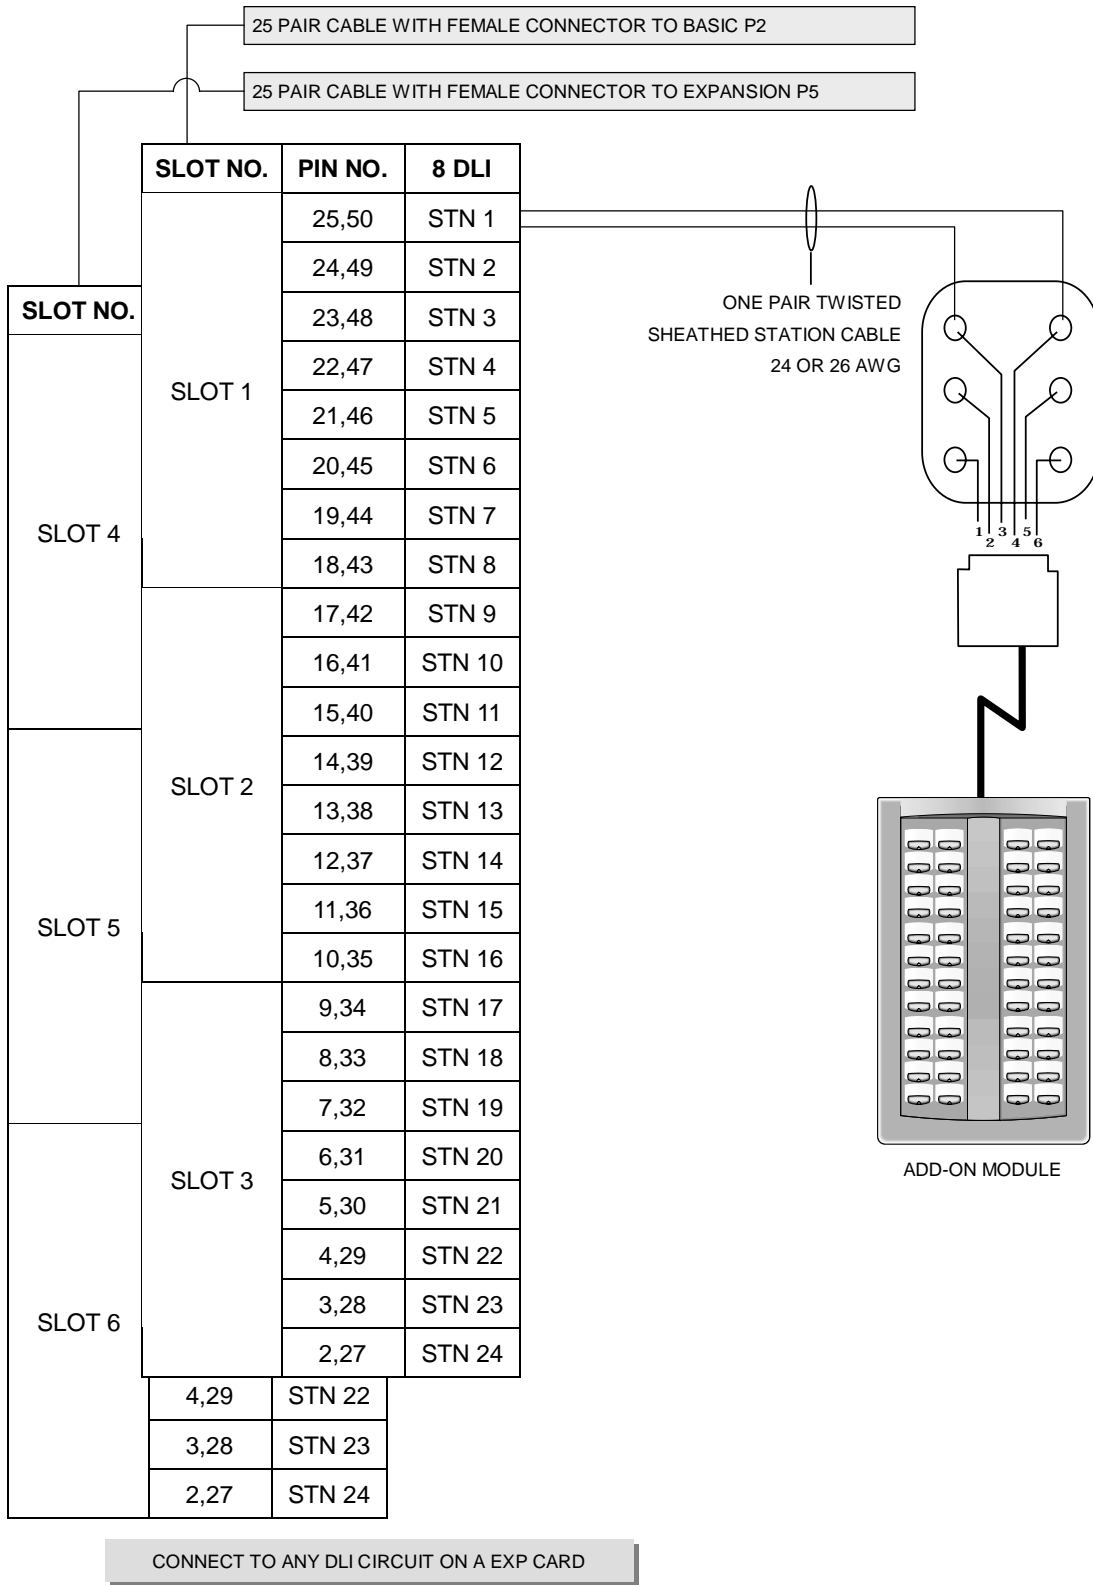 25 PAIR CABLE WITH FEMALE CONNECTOR TO BASIC P2
25 PAIR CABLE WITH FEMALE CONNECTOR TO EXPANSION P5
SLOT NO. PIN NO. 8 DLI
SLOT 1
25,50 STN 1
24,49 STN 2
23,48 STN 3
22,47 STN 4
21,46 STN 5
20,45 STN 6
19,44 STN 7
18,43 STN 8
SLOT 2
17,42 STN 9
16,41 STN 10
15,40 STN 11
14,39 STN 12
13,38 STN 13
12,37 STN 14
11,36 STN 15
10,35 STN 16
SLOT 3
9,34 STN 17
8,33 STN 18
7,32 STN 19
6,31 STN 20
5,30 STN 21
4,29 STN 22
3,28 STN 23
2,27 STN 24
SLOT NO.
SLOT 4
SLOT 5
SLOT 6
4,29 STN 22
3,28 STN 23
2,27 STN 24
ONE PAIR TWISTED
SHEATHED STATION CABLE
24 OR 26 AWG
1 2 3 4 5 6
ADD-ON MODULE
CONNECT TO ANY DLI CIRCUIT ON A EXP CARD